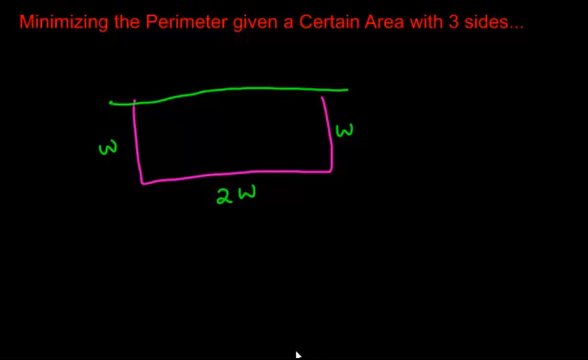 Minimizing the Perimeter given a Certain Area with 3 sides...
w
w
2w